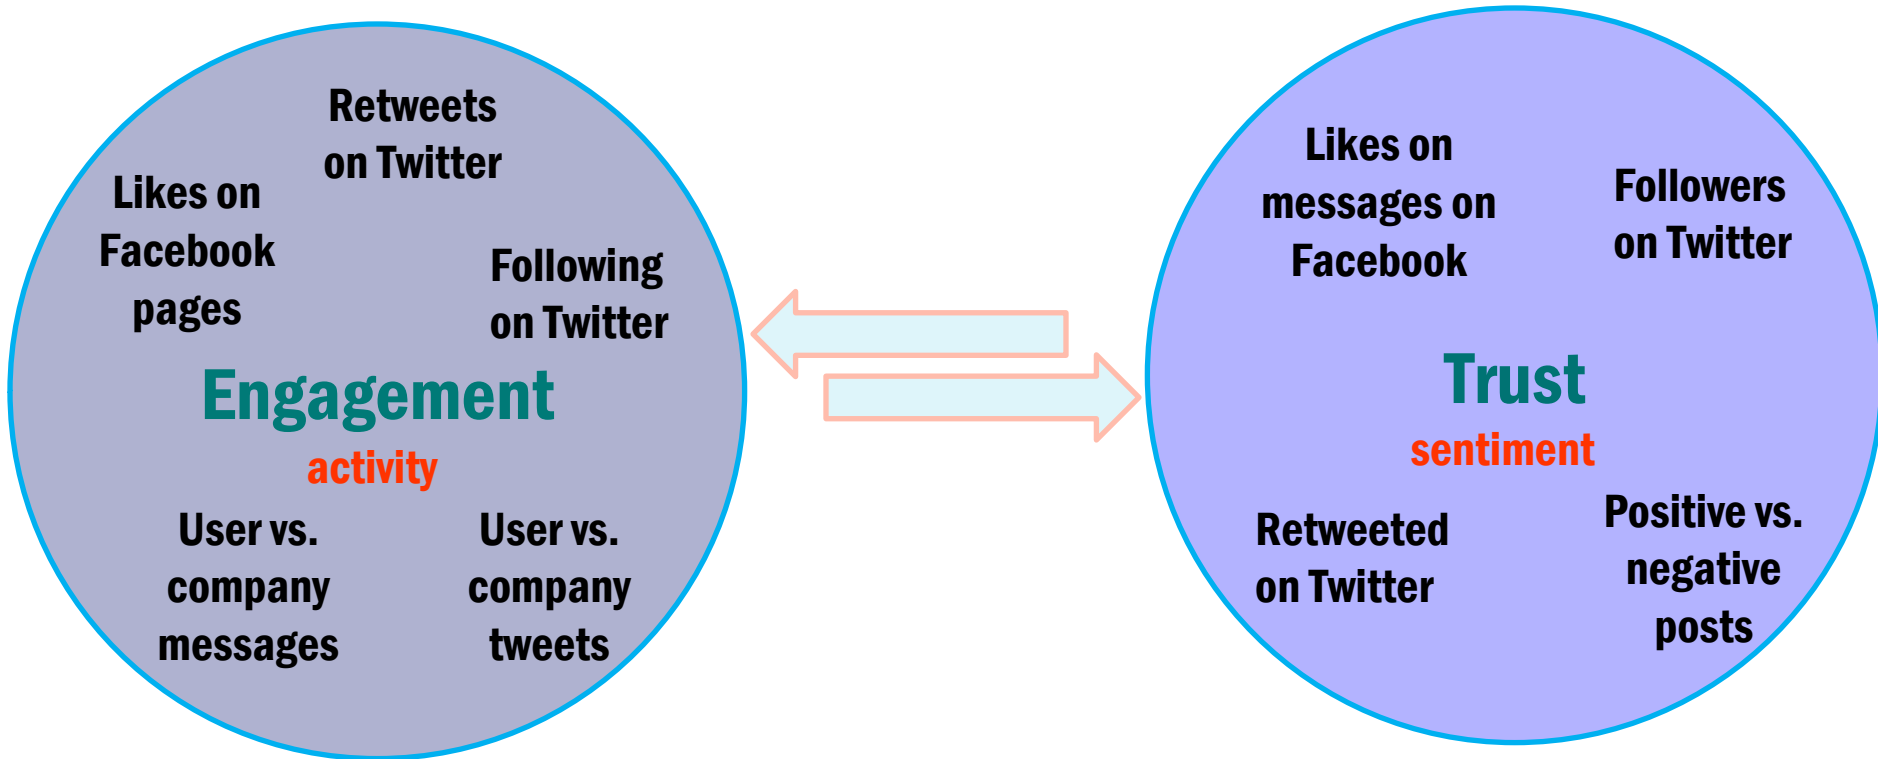 Retweets
on Twitter
Likes on
Facebook
pages
Following
on Twitter
Engagement
activity
User vs.
company
messages
User vs.
company
tweets
Likes on
messages on
Facebook
Followers
on Twitter
Trust
sentiment
Retweeted
on Twitter
Positive vs.
negative
posts